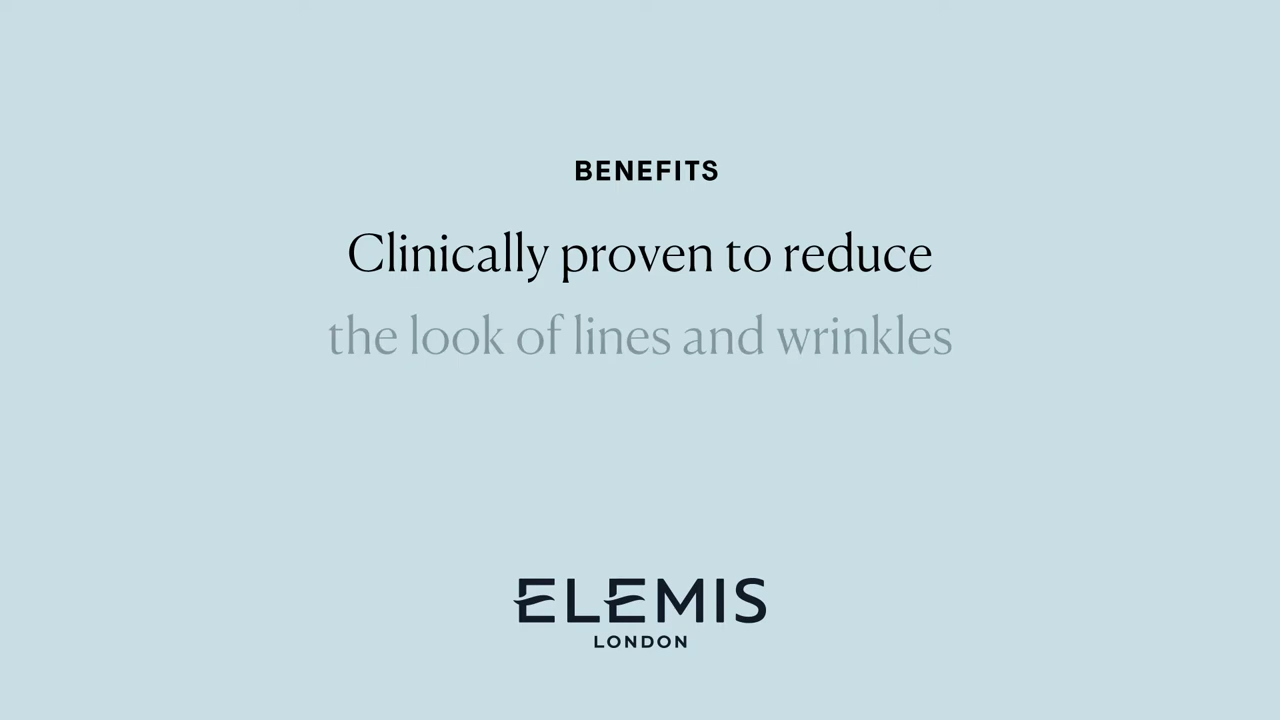 BENEFITS
Clinically proven to reduce
the look of lines and wrinkles
ELEMIS
LONDON